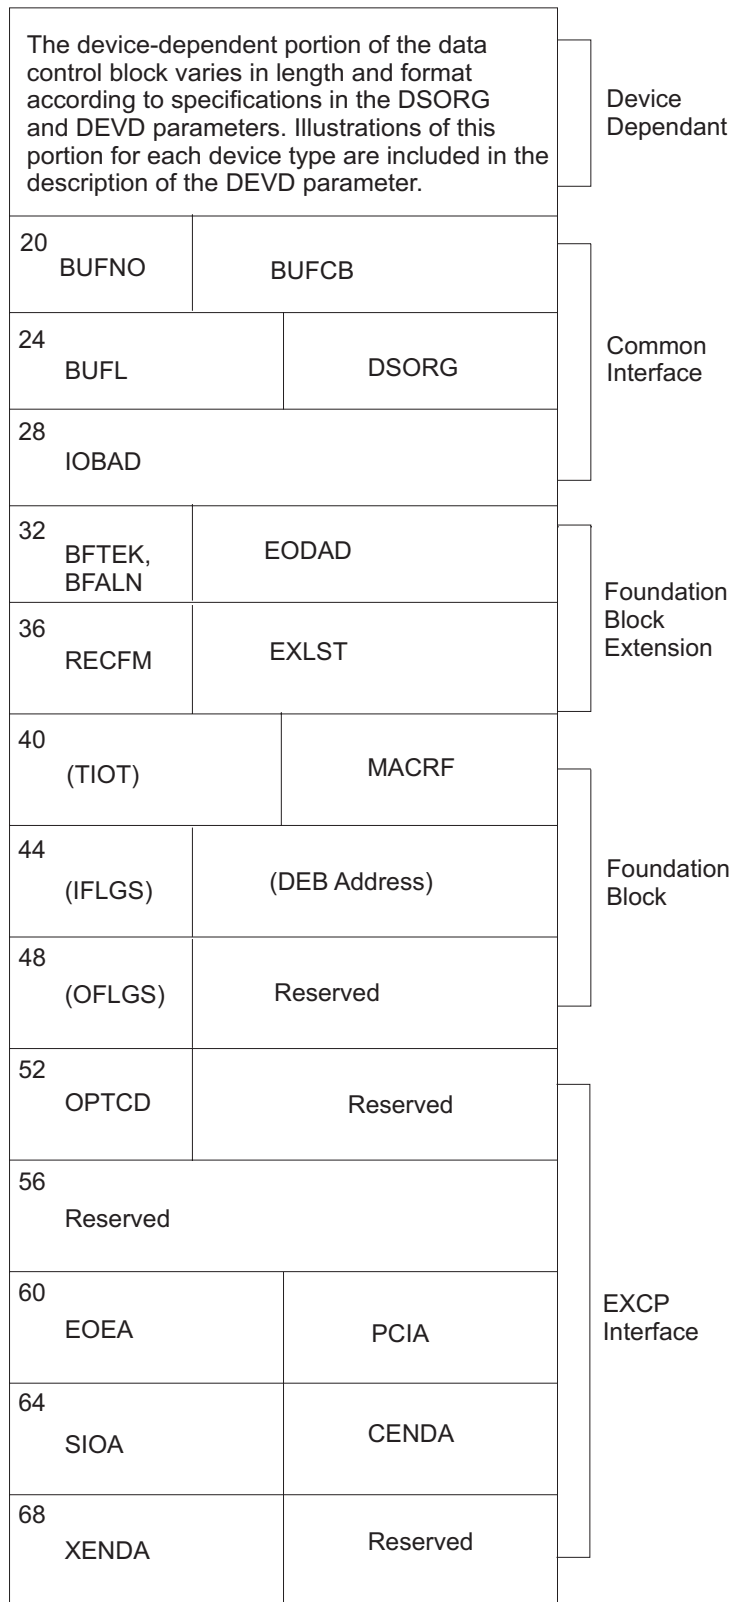 The device-dependent portion of the data
control block varies in length and format
according to specifications in the DSORG
and DEVD parameters. Illustrations of this
portion for each device type are included in the
description of the DEVD parameter.
Device
Dependant
20
BUFNO
BUFCB
24
BUFL
DSORG
28
IOBAD
Common
Interface
32
BFTEK,
BFALN
EODAD
36
RECFM
EXLST
Foundation
Block
Extension
40
(TIOT)
MACRF
44
(IFLGS)
(DEB Address)
48
(OFLGS)
Reserved
Foundation
Block
52
OPTCD
Reserved
56
Reserved
60
EOEA
PCIA
64
SIOA
CENDA
68
XENDA
Reserved
EXCP
Interface